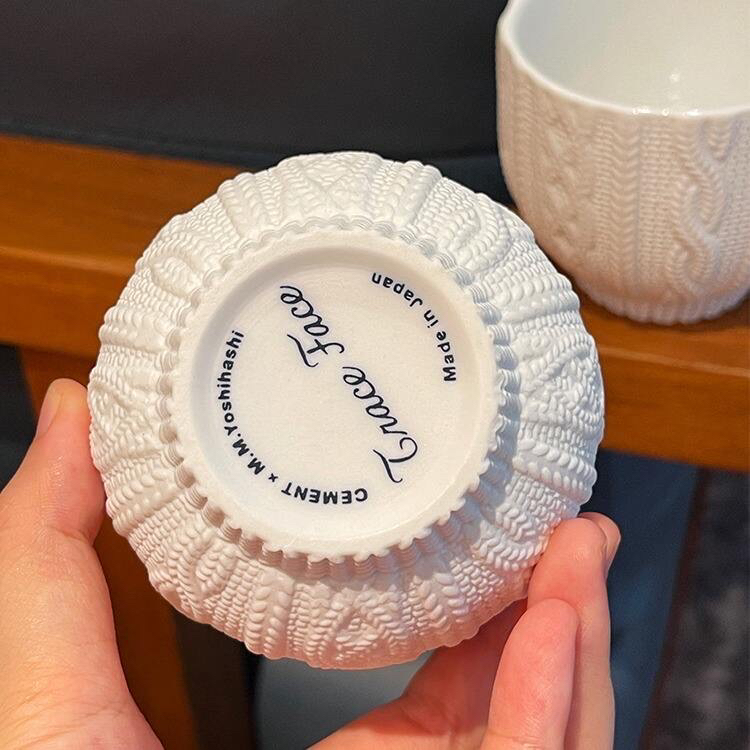 Trace Face
CEMENT × M.M.Yoshihashi
Made in Japan